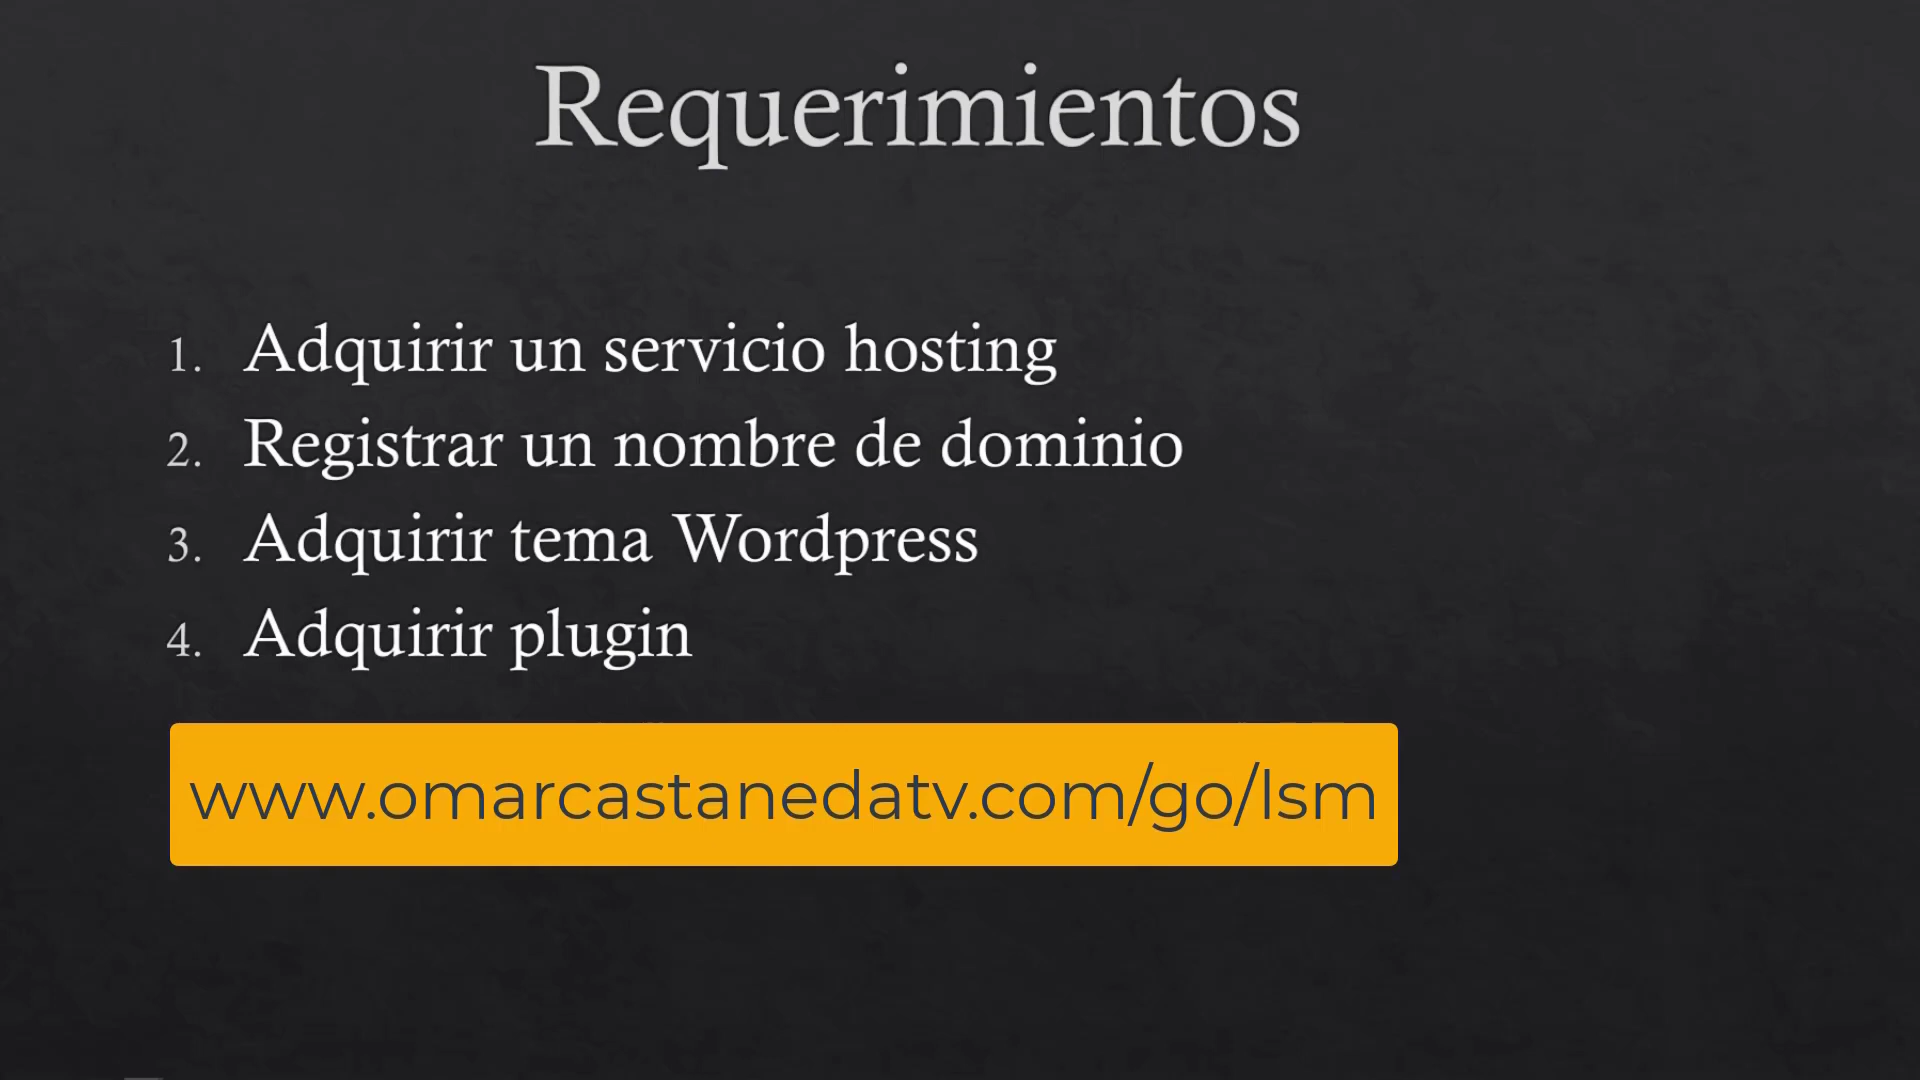 Requerimientos
1. Adquirir un servicio hosting
2. Registrar un nombre de dominio
3. Adquirir tema Wordpress
4. Adquirir plugin
www.omarcastanedatv.com/go/lsm